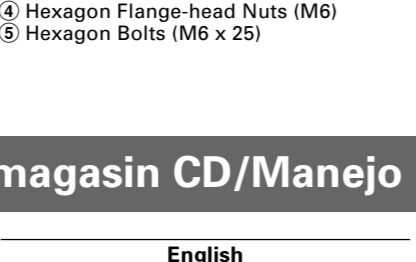 ④ Hexagon Flange-head Nuts (M6)
⑤ Hexagon Bolts (M6 x 25)
magasin CD/Manejo
English